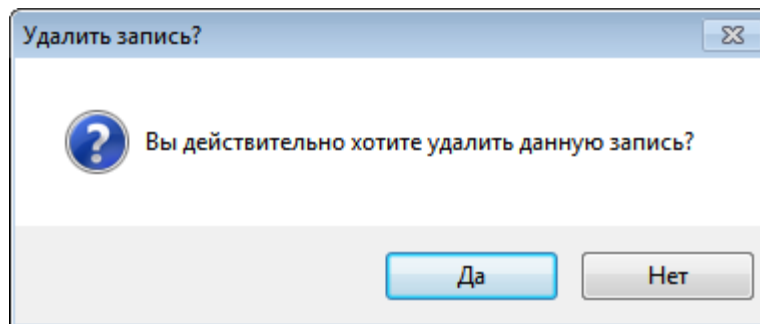 Удалить запись?
Вы действительно хотите удалить данную запись?
Да
Нет